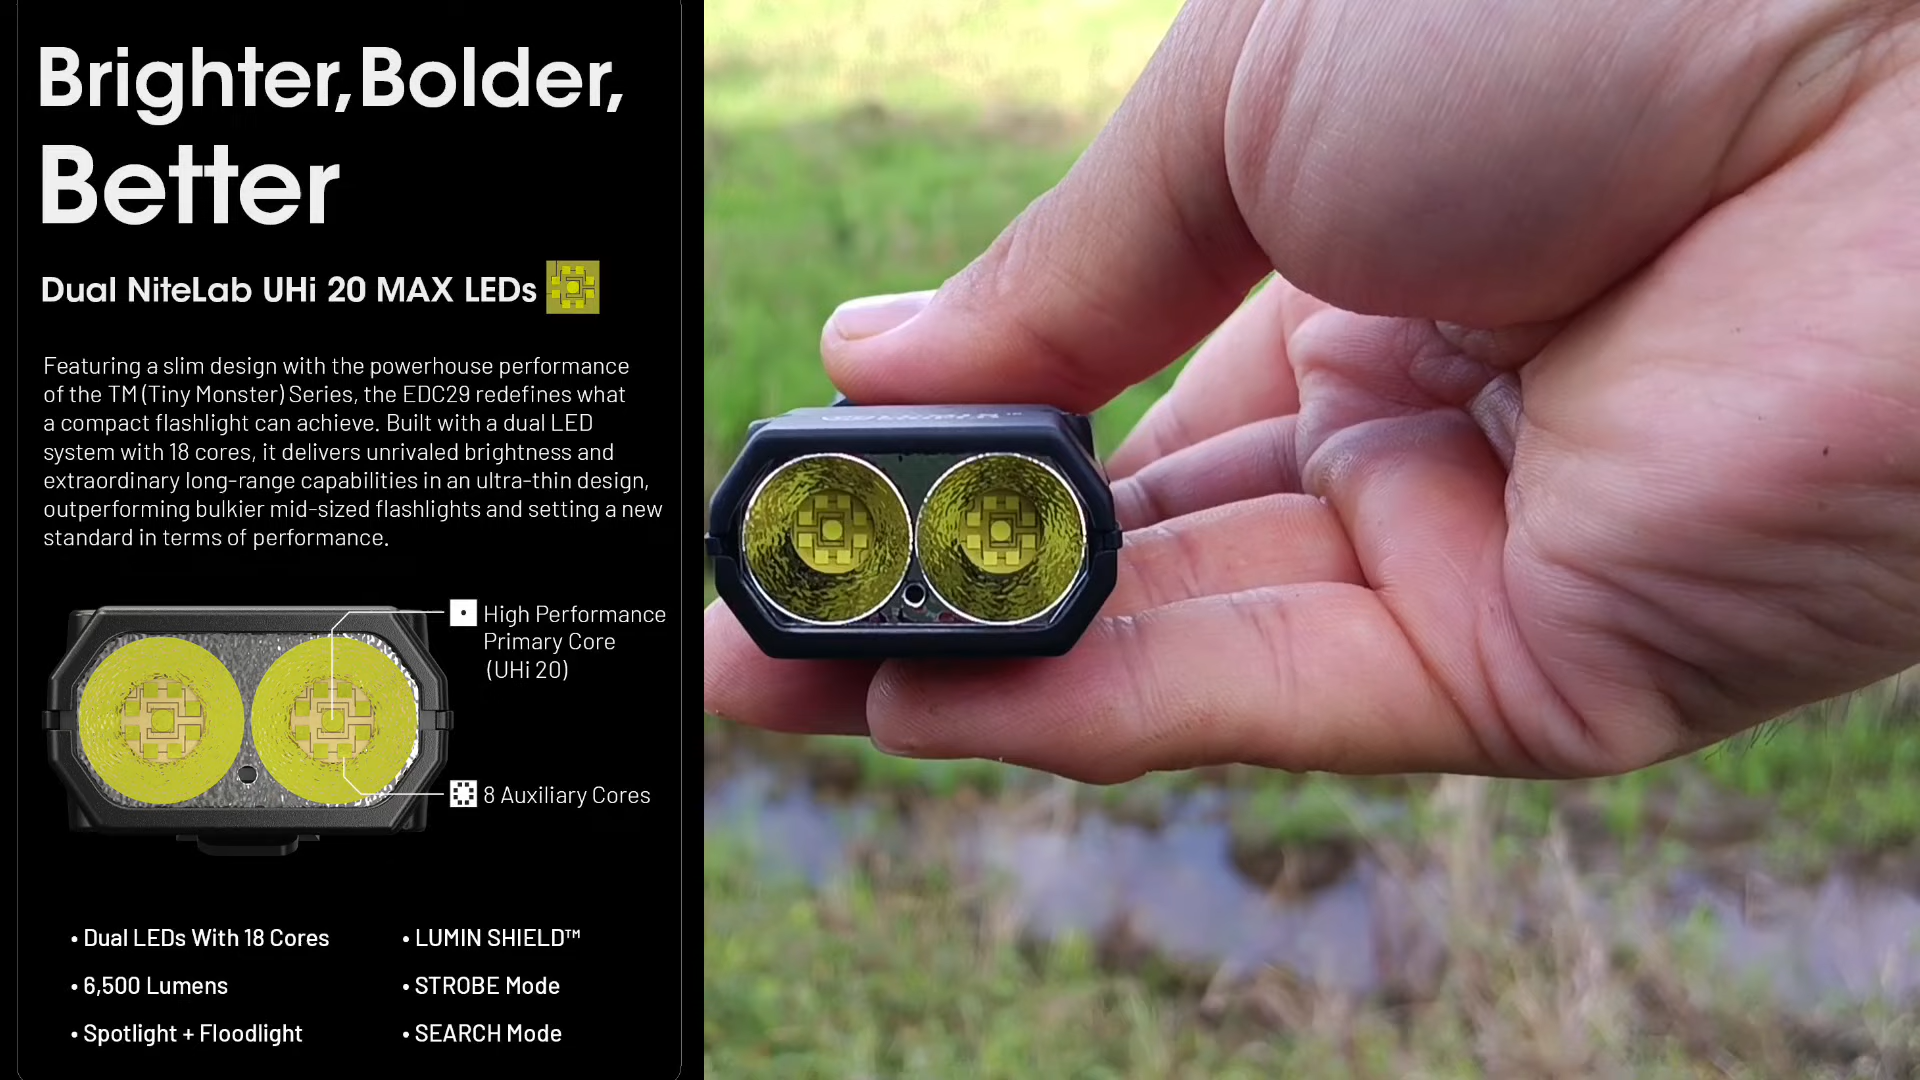 Brighter, Bolder,
Better
Dual NiteLab UHi 20 MAX LEDs
Featuring a slim design with the powerhouse performance
of the TM (Tiny Monster) Series, the EDC29 redefines what
a compact flashlight can achieve. Built with a dual LED
system with 18 cores, it delivers unrivaled brightness and
extraordinary long-range capabilities in an ultra-thin design,
outperforming bulkier mid-sized flashlights and setting a new
standard in terms of performance.
High Performance
Primary Core
(UHi 20)
8 Auxiliary Cores
• Dual LEDs With 18 Cores
• 6,500 Lumens
• Spotlight + Floodlight
• LUMIN SHIELD™
• STROBE Mode
• SEARCH Mode